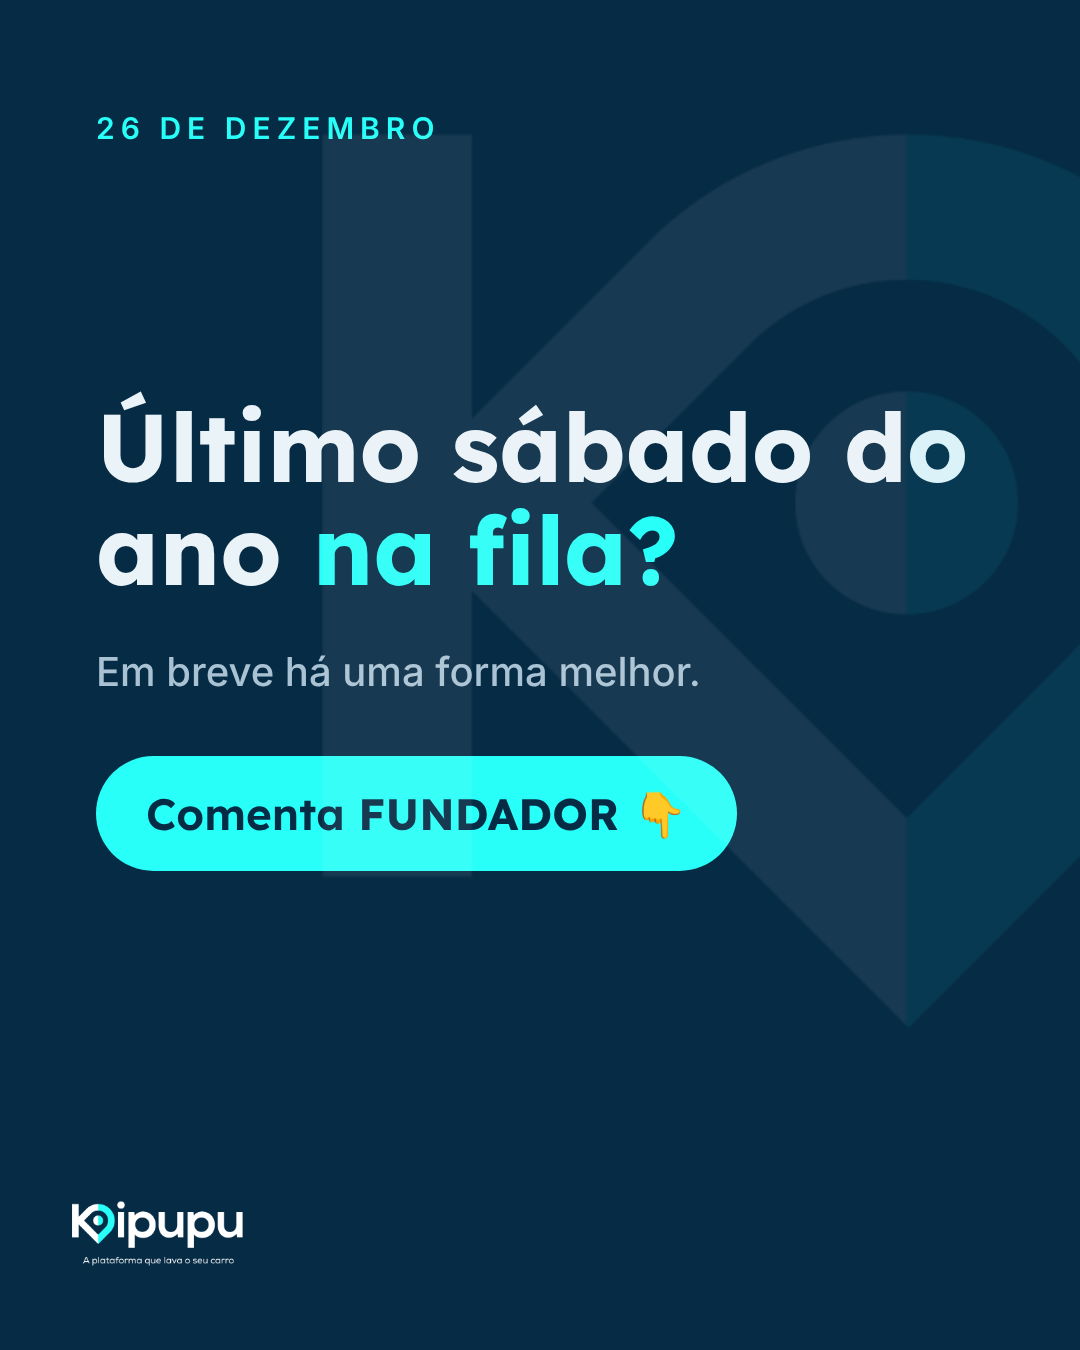 26 DE DEZEMBRO
Último sábado do
ano na fila?
Em breve há uma forma melhor.
Comenta FUNDADOR 👇
Kipupu
A plataforma que lava o seu carro